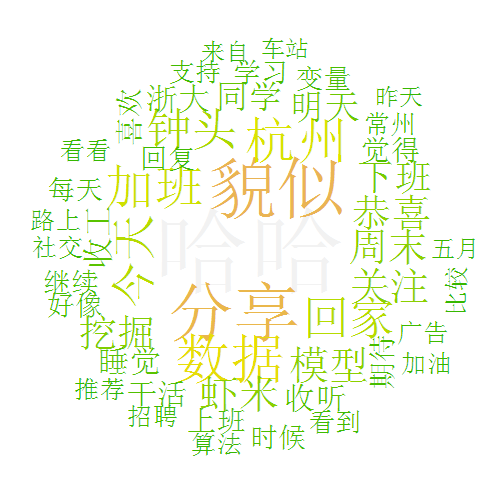 来自 车站
支持 学习 变量
喜欢 浙大 同学 明天 昨天
钟头 杭州 常州
看看 回复 觉得
每天 加班 貌似 下班
路上 收工 今天 哈哈 恭喜
社交 周末 五月
继续 关注 比较
好像 分享 回家
挖掘 数据 模型 期待 广告
睡觉 加油
推荐 干活 虾米 收听
招聘 上班 看到
算法 时候